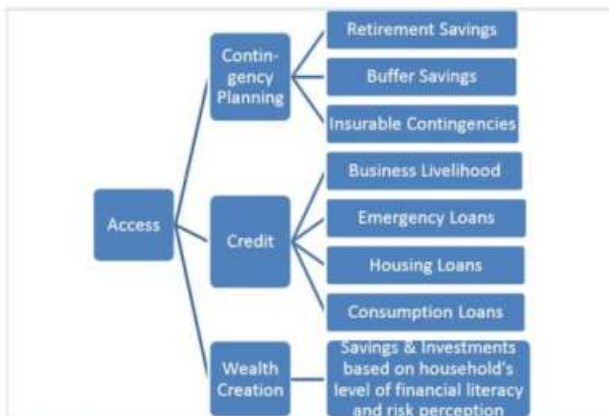 Access
Contin-
gency
Planning
Retirement Savings
Buffer Savings
Insurable Contingencies
Credit
Business Livelihood
Emergency Loans
Housing Loans
Consumption Loans
Wealth
Creation
Savings & Investments
based on household's
level of financial literacy
and risk perception